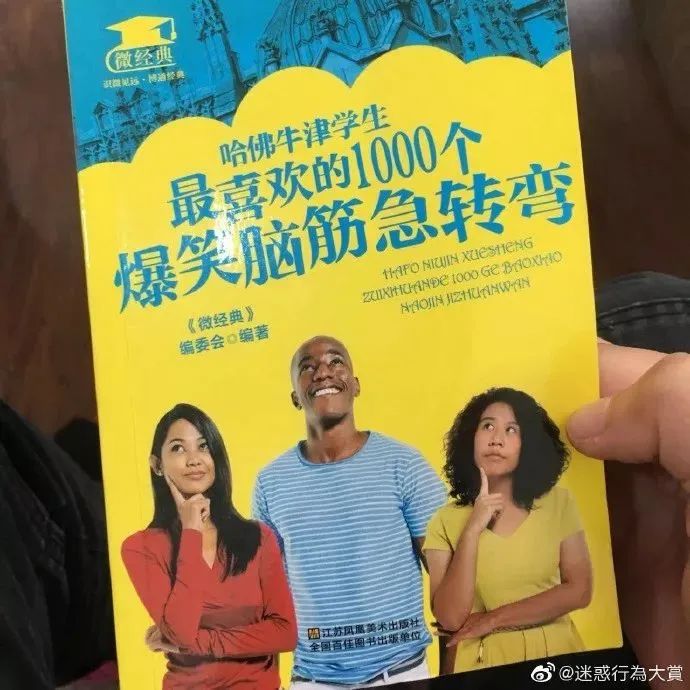 微经典
识微见远·博通经典
哈佛牛津学生
最喜欢的1000个
爆笑脑筋急转弯
HAFO NIUJIN XUESHENG
ZUIXIHUANDE 1000 GE BAOXIAO
NAOJIN JIZHUANWAN
《微经典》
编委会◎编著
江苏凤凰美术出版社
全国百佳图书出版单位
@迷惑行為大賞